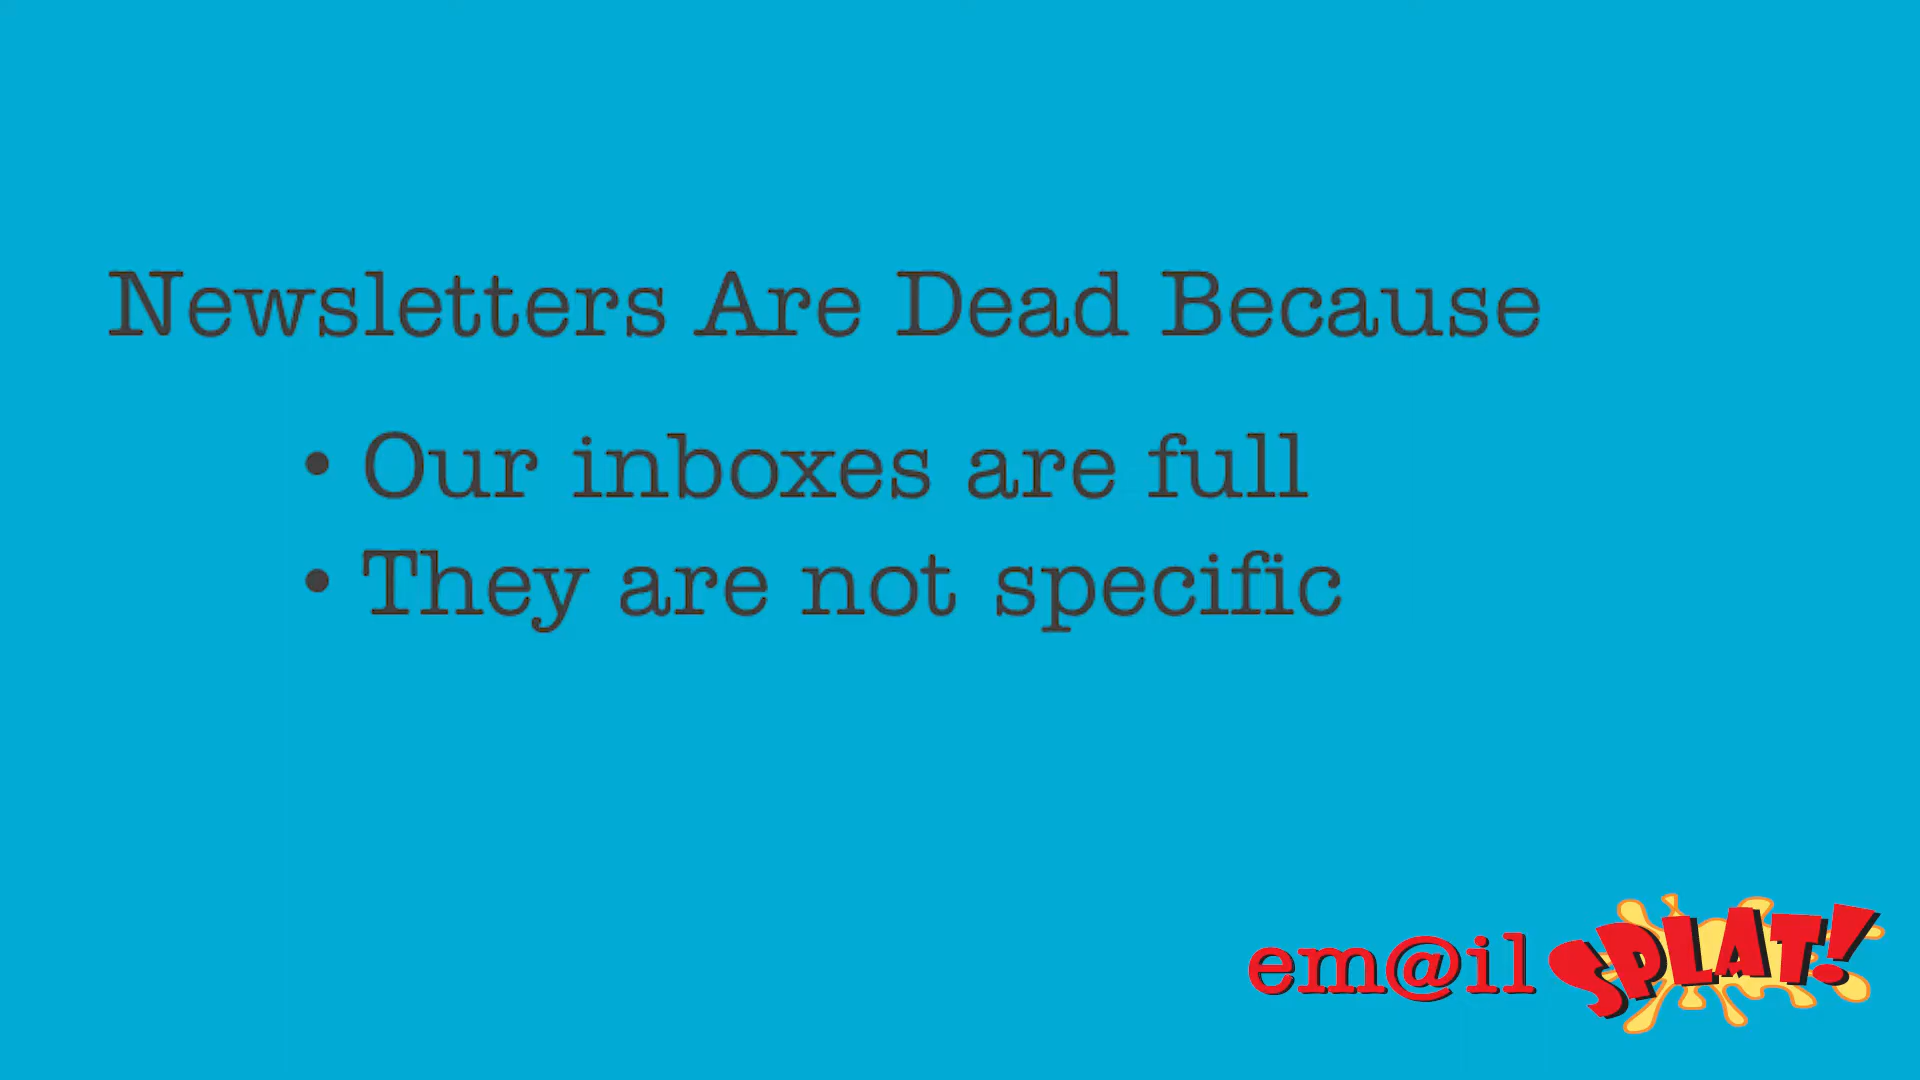 Newsletters Are Dead Because
• Our inboxes are full
• They are not specific
em@il SPLAT!